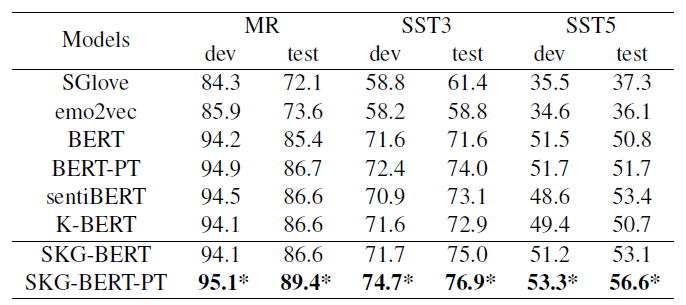 Models MR SST3 SST5
dev test dev test dev test
SGlove 84.3 72.1 58.8 61.4 35.5 37.3
emo2vec 85.9 73.6 58.2 58.8 34.6 36.1
BERT 94.2 85.4 71.6 71.6 51.5 50.8
BERT-PT 94.9 86.7 72.4 74.0 51.7 51.7
sentiBERT 94.5 86.6 70.9 73.1 48.6 53.4
K-BERT 94.1 86.6 71.6 72.9 49.4 50.7
SKG-BERT 94.1 86.6 71.7 75.0 51.2 53.1
SKG-BERT-PT 95.1* 89.4* 74.7* 76.9* 53.3* 56.6*